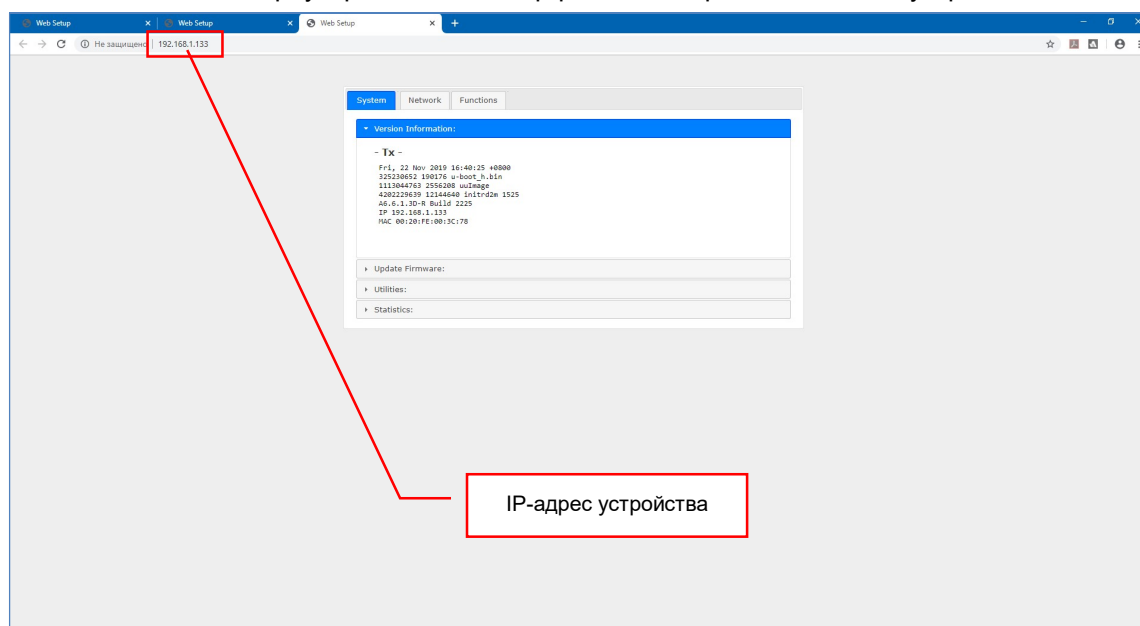 Web Setup
Web Setup
Web Setup
Не защищено
192.168.1.133
System
Network
Functions
Version Information:
- Tx -
Fri, 22 Nov 2019 16:40:25 +0800
325230652 190176 u-boot_h.bin
1113044763 2556208 uuImage
4202229639 12144640 initrd2m 1525
A6.6.1.3D-R Build 2225
IP 192.168.1.133
MAC 00:20:FE:00:3C:78
Update Firmware:
Utilities:
Statistics:
IP-адрес устройства